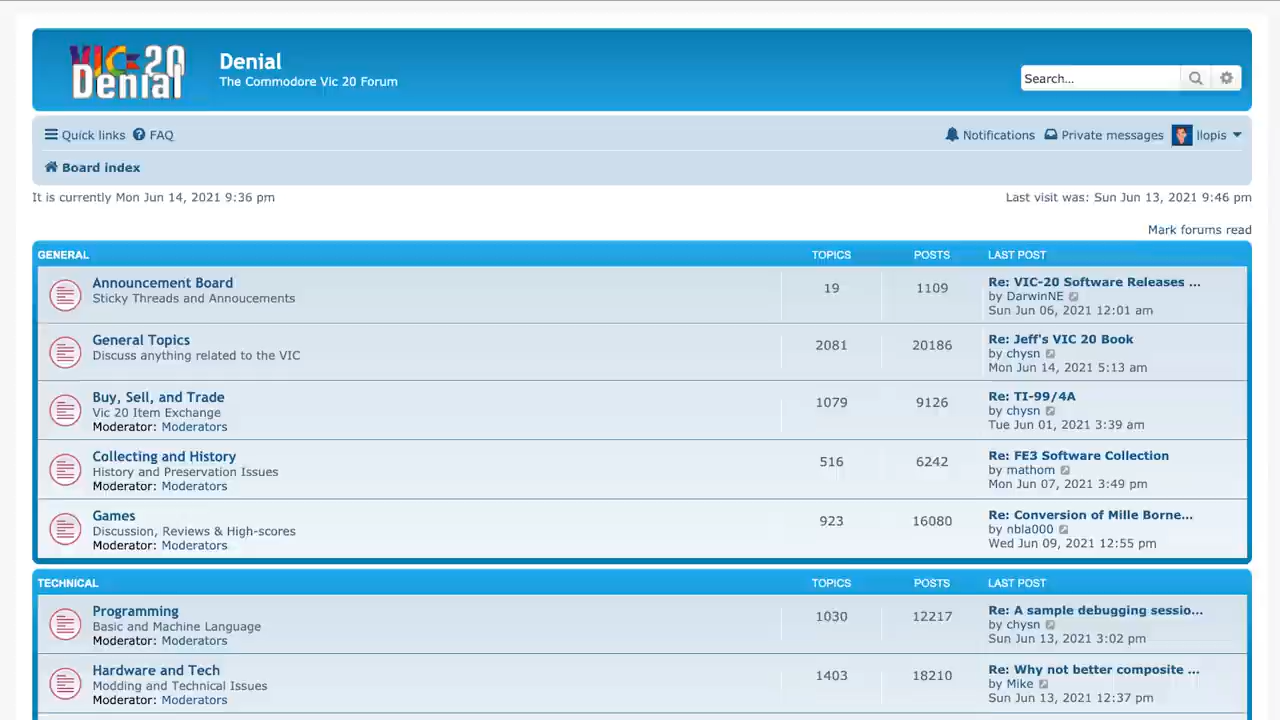 VIC-20
Denial
Denial
The Commodore Vic 20 Forum
Search...
Quick links FAQ
Notifications Private messages llopis
Board index
It is currently Mon Jun 14, 2021 9:36 pm
Last visit was: Sun Jun 13, 2021 9:46 pm
Mark forums read
GENERAL TOPICS POSTS LAST POST
Announcement Board
Sticky Threads and Annoucements
19 1109
Re: VIC-20 Software Releases ...
by DarwinNE
Sun Jun 06, 2021 12:01 am
General Topics
Discuss anything related to the VIC
2081 20186
Re: Jeff's VIC 20 Book
by chysn
Mon Jun 14, 2021 5:13 am
Buy, Sell, and Trade
Vic 20 Item Exchange
Moderator: Moderators
1079 9126
Re: TI-99/4A
by chysn
Tue Jun 01, 2021 3:39 am
Collecting and History
History and Preservation Issues
Moderator: Moderators
516 6242
Re: FE3 Software Collection
by mathom
Mon Jun 07, 2021 3:49 pm
Games
Discussion, Reviews & High-scores
Moderator: Moderators
923 16080
Re: Conversion of Mille Borne...
by nbla000
Wed Jun 09, 2021 12:55 pm
TECHNICAL TOPICS POSTS LAST POST
Programming
Basic and Machine Language
Moderator: Moderators
1030 12217
Re: A sample debugging sessio...
by chysn
Sun Jun 13, 2021 3:02 pm
Hardware and Tech
Modding and Technical Issues
Moderator: Moderators
1403 18210
Re: Why not better composite ...
by Mike
Sun Jun 13, 2021 12:37 pm